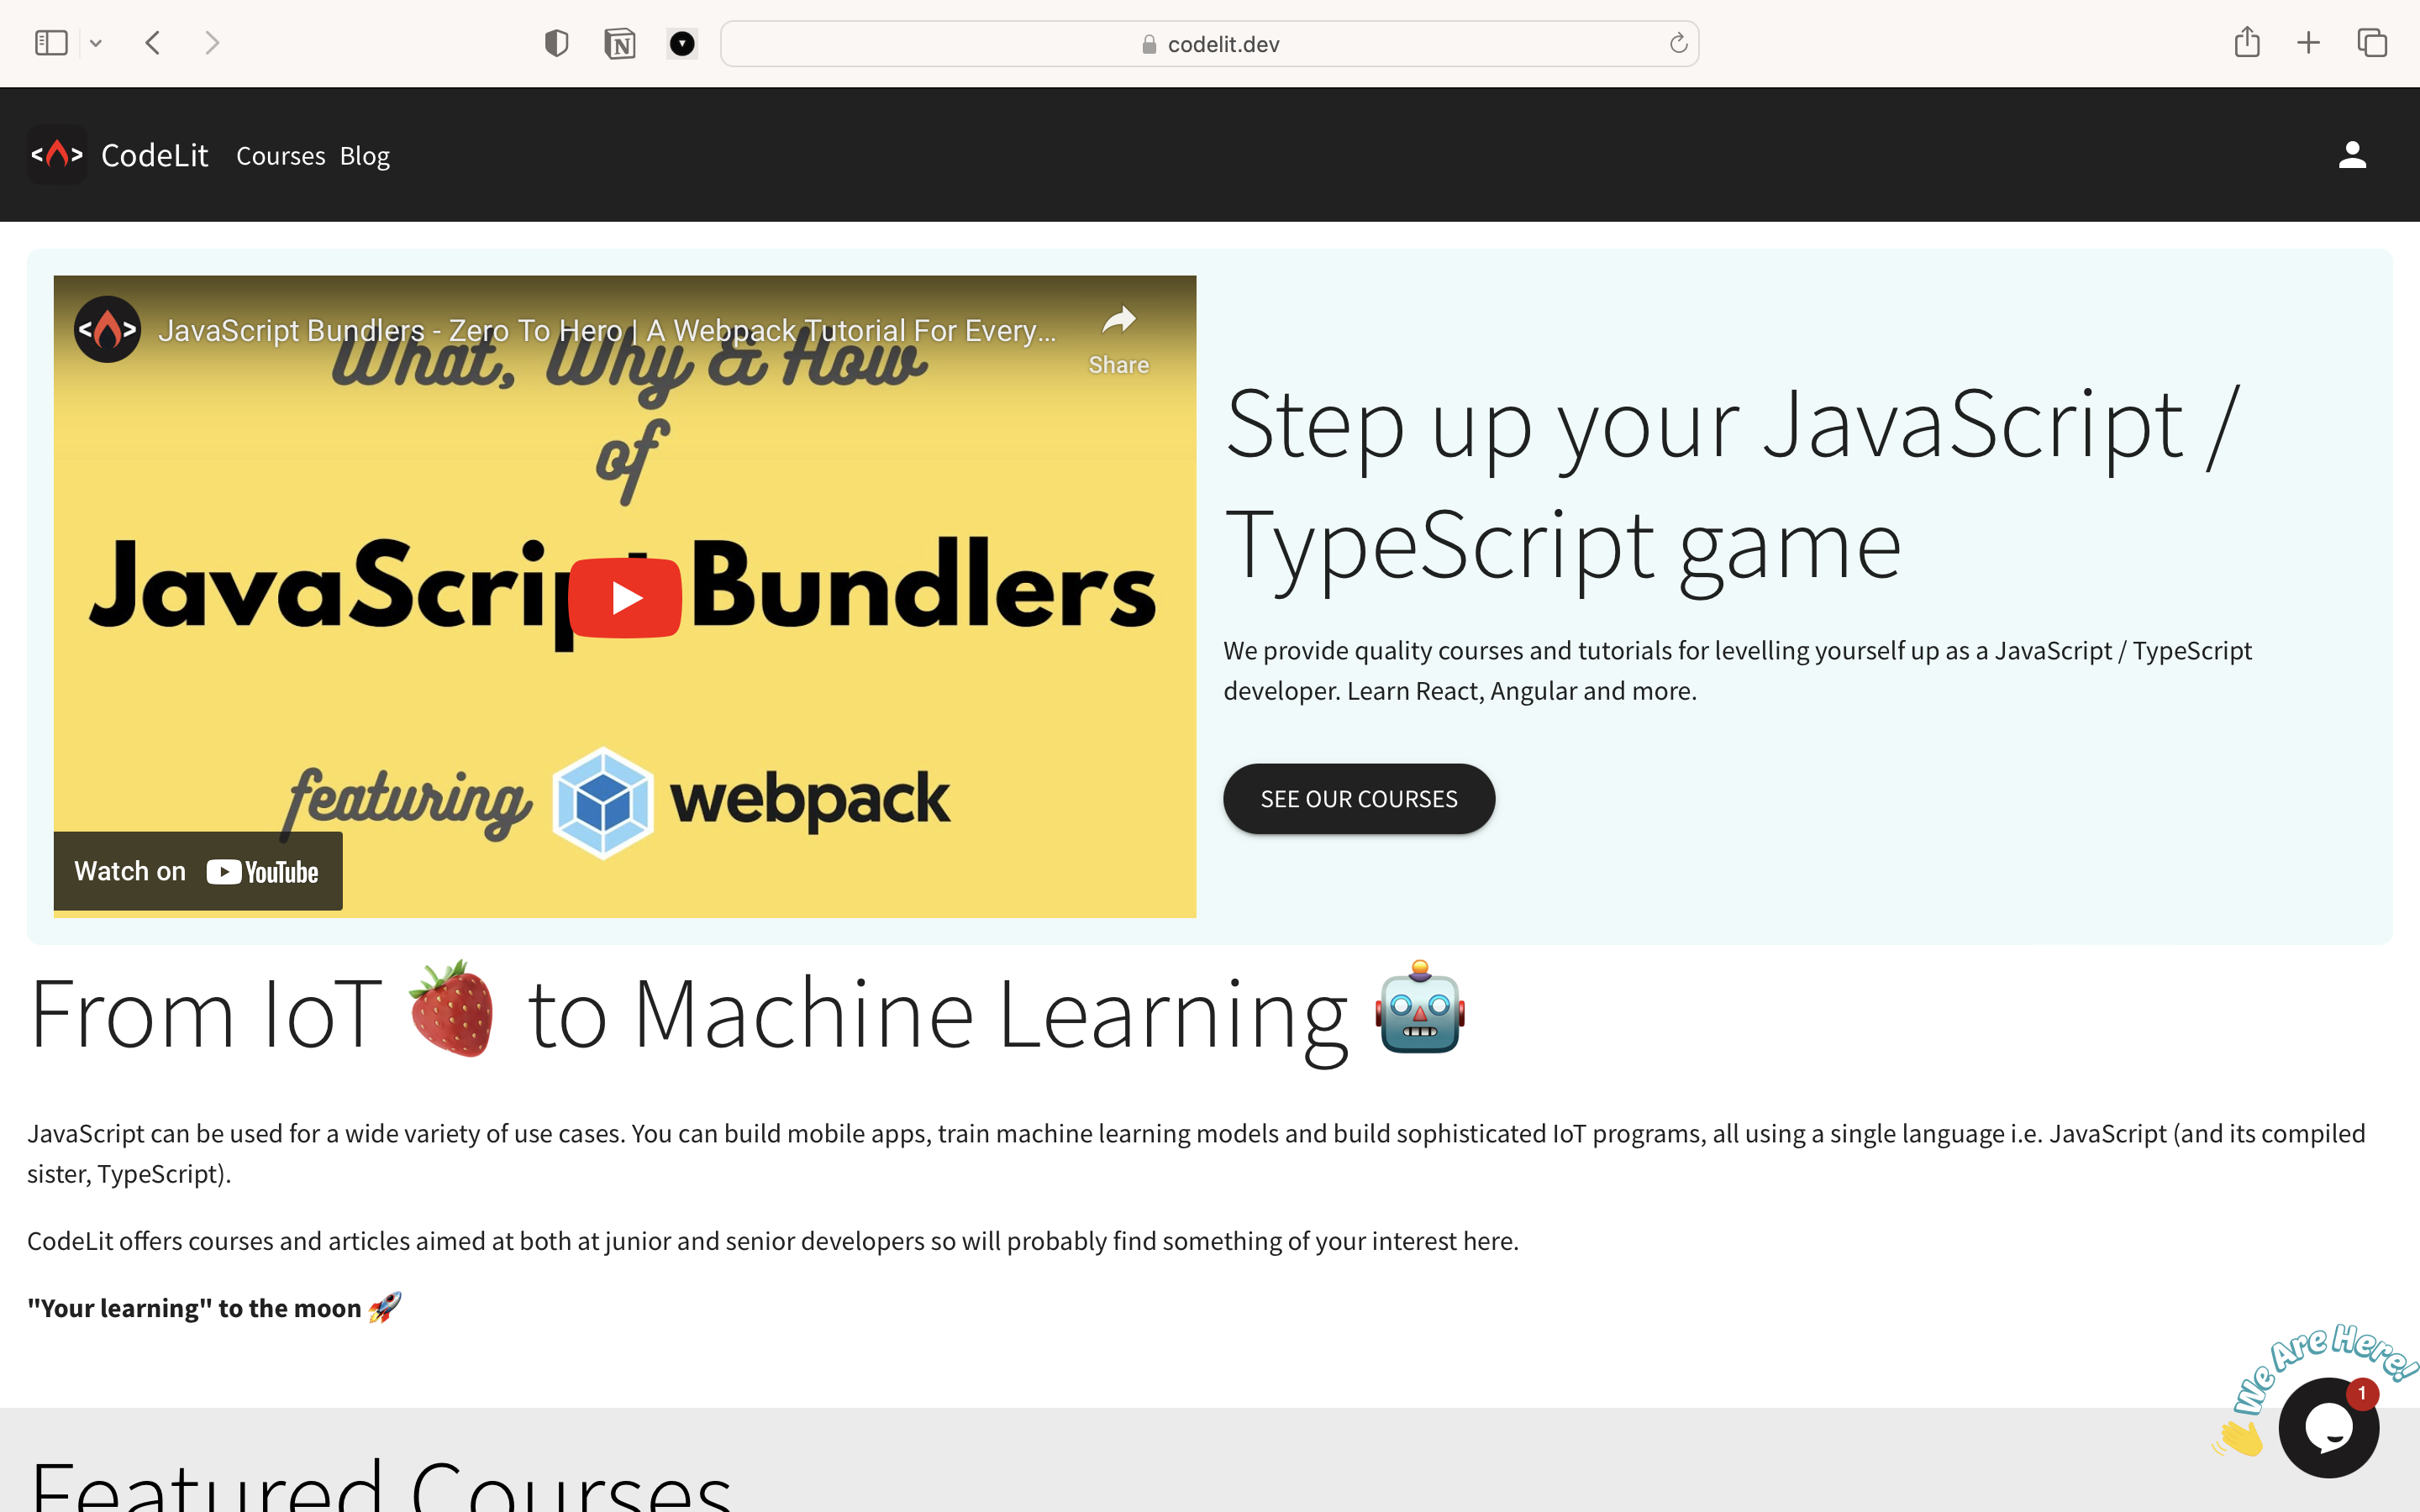 codelit.dev
CodeLit Courses Blog
JavaScript Bundlers - Zero To Hero | A Webpack Tutorial For Every...
Share
What, Why & How
of
JavaScript Bundlers
featuring webpack
Watch on YouTube
Step up your JavaScript /
TypeScript game
We provide quality courses and tutorials for levelling yourself up as a JavaScript / TypeScript
developer. Learn React, Angular and more.
SEE OUR COURSES
From IoT 🍓 to Machine Learning 🤖
JavaScript can be used for a wide variety of use cases. You can build mobile apps, train machine learning models and build sophisticated IoT programs, all using a single language i.e. JavaScript (and its compiled
sister, TypeScript).
CodeLit offers courses and articles aimed at both at junior and senior developers so will probably find something of your interest here.
"Your learning" to the moon 🚀
We Are Here!
1
Featured Courses